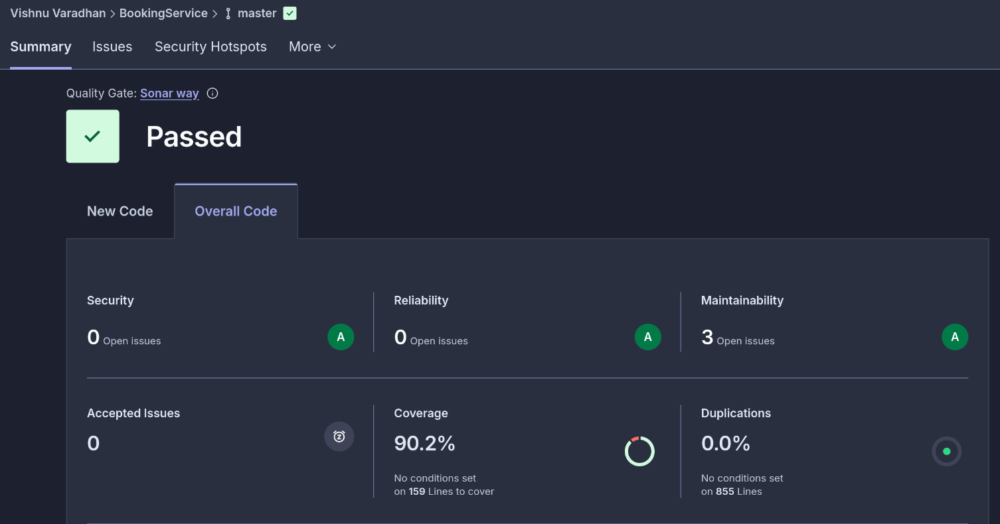 Vishnu Varadhan > BookingService > master
Summary Issues Security Hotspots More
Quality Gate: Sonar way
Passed
New Code Overall Code
Security Reliability Maintainability
0 Open issues A 0 Open issues A 3 Open issues A
Accepted Issues Coverage Duplications
0 90.2% 0.0%
No conditions set No conditions set
on 159 Lines to cover on 855 Lines